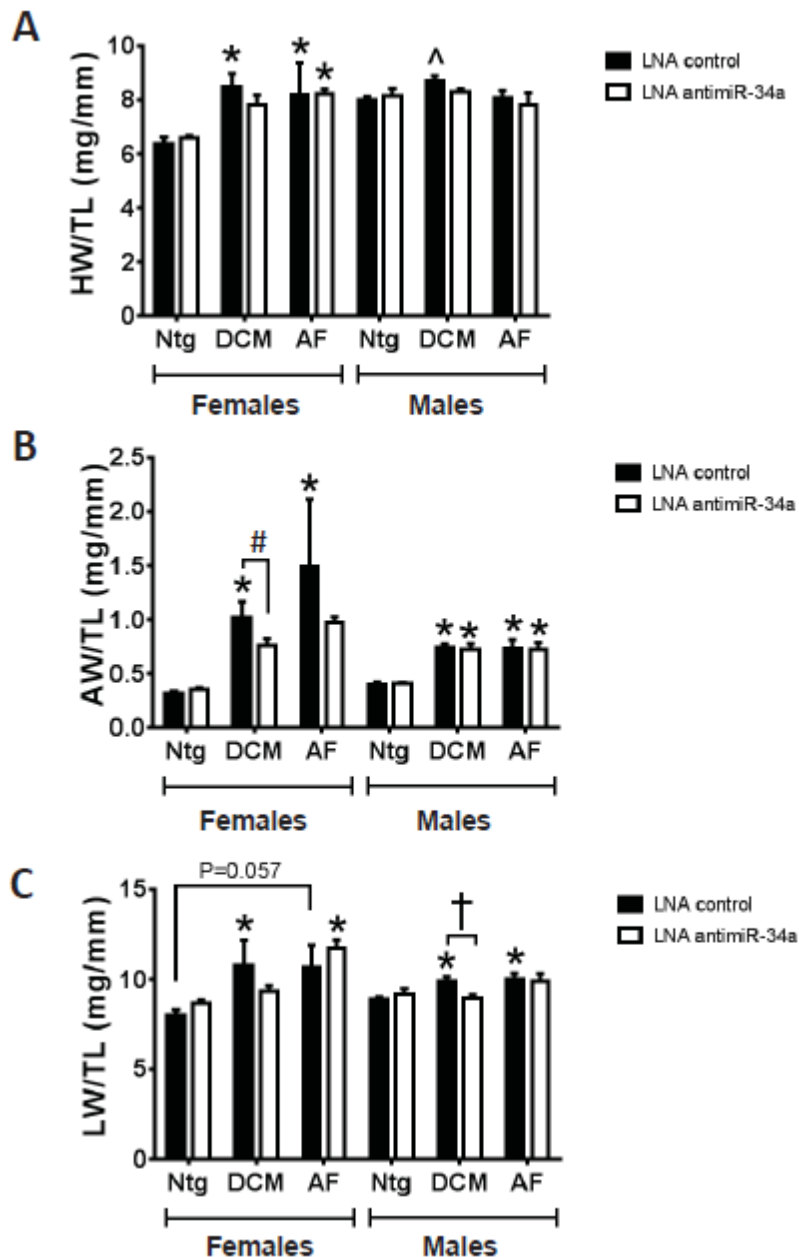 A
HW/TL (mg/mm)
10
8
6
4
2
0
* * * ^
LNA control
LNA antimiR-34a
Ntg DCM AF Ntg DCM AF
Females Males
B
AW/TL (mg/mm)
2.5
2.0
1.5
1.0
0.5
0.0
*
#
* * * * *
LNA control
LNA antimiR-34a
Ntg DCM AF Ntg DCM AF
Females Males
C
LW/TL (mg/mm)
15
10
5
0
P=0.057
* * † * *
LNA control
LNA antimiR-34a
Ntg DCM AF Ntg DCM AF
Females Males